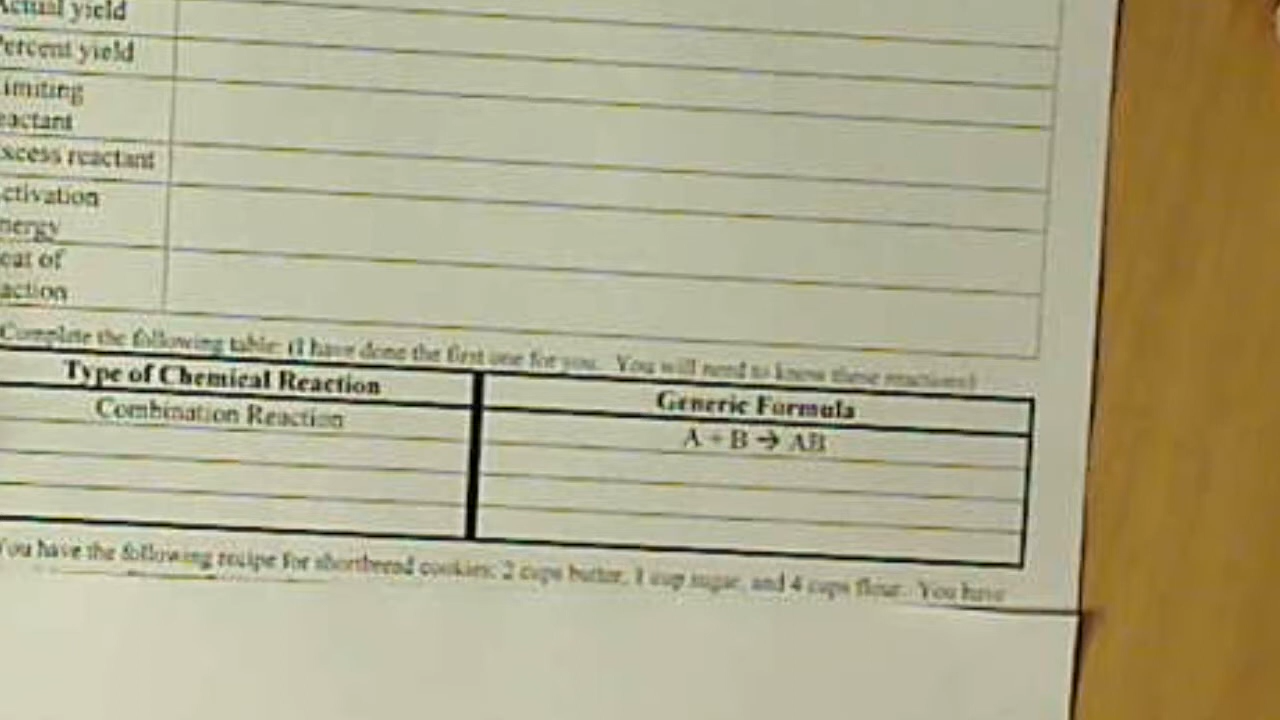 Actual yield
Percent yield
imiting
eactant
xcess reactant
ctivation
nergy
eat of
action
Complete the following table: (I have done the first one for you. You will need to know these reactions)
Type of Chemical Reaction
Generic Formula
Combination Reaction
A + B → AB
You have the following recipe for shortbread cookies: 2 cups butter, 1 cup sugar, and 4 cups flour. You have